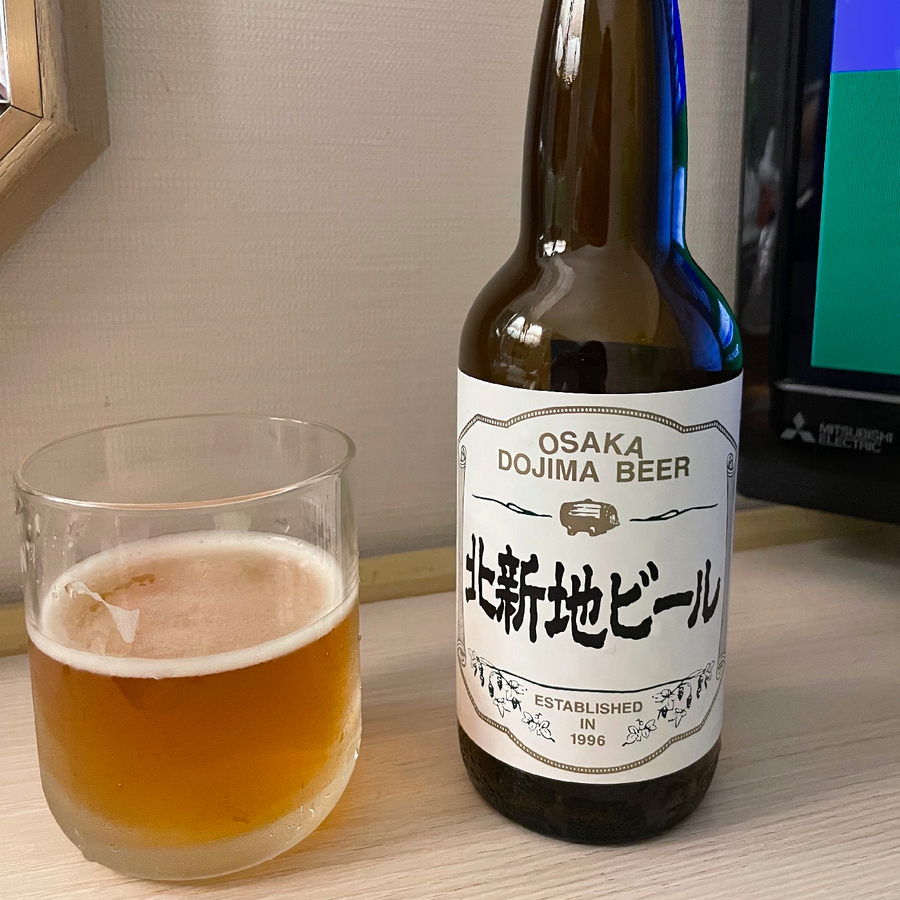 OSAKA
DOJIMA BEER
北新地ビール
ESTABLISHED
IN
1996
MITSUBISHI
ELECTRIC